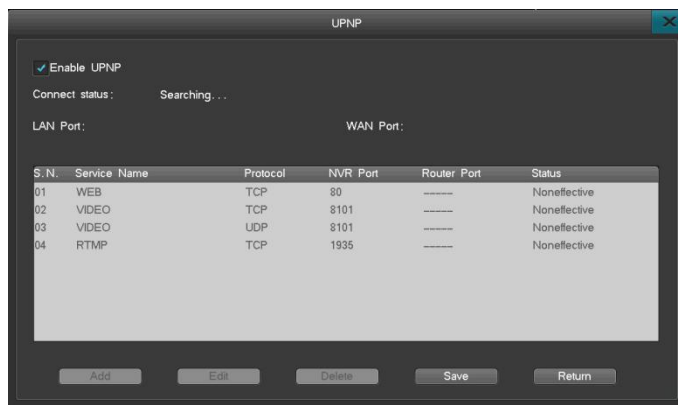 UPNP
Enable UPNP
Connect status: Searching...
LAN Port: WAN Port:
S.N. Service Name Protocol NVR Port Router Port Status
01 WEB TCP 80 ----- Noneffective
02 VIDEO TCP 8101 ----- Noneffective
03 VIDEO UDP 8101 ----- Noneffective
04 RTMP TCP 1935 ----- Noneffective
Add Edit Delete Save Return